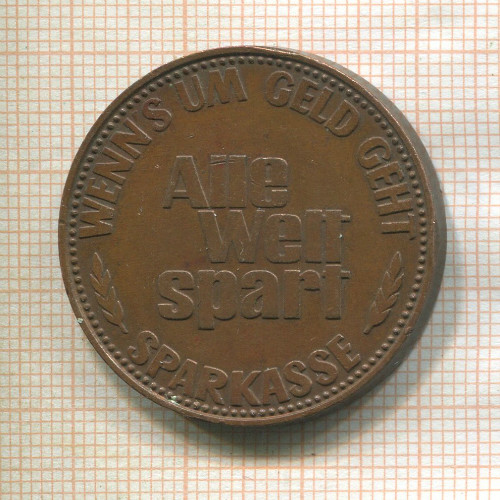 WENN'S UM GELD GEHT
Alle
Welt
spart
SPARKASSE